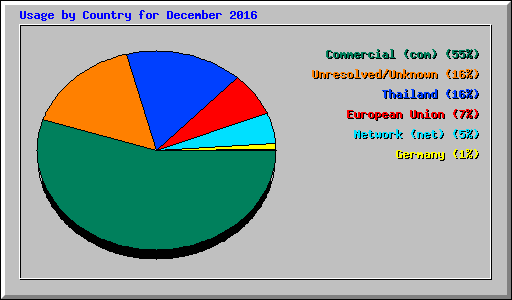 Usage by Country for December 2016
Commercial (com) (55%)
Unresolved/Unknown (16%)
Thailand (16%)
European Union (7%)
Network (net) (5%)
Germany (1%)